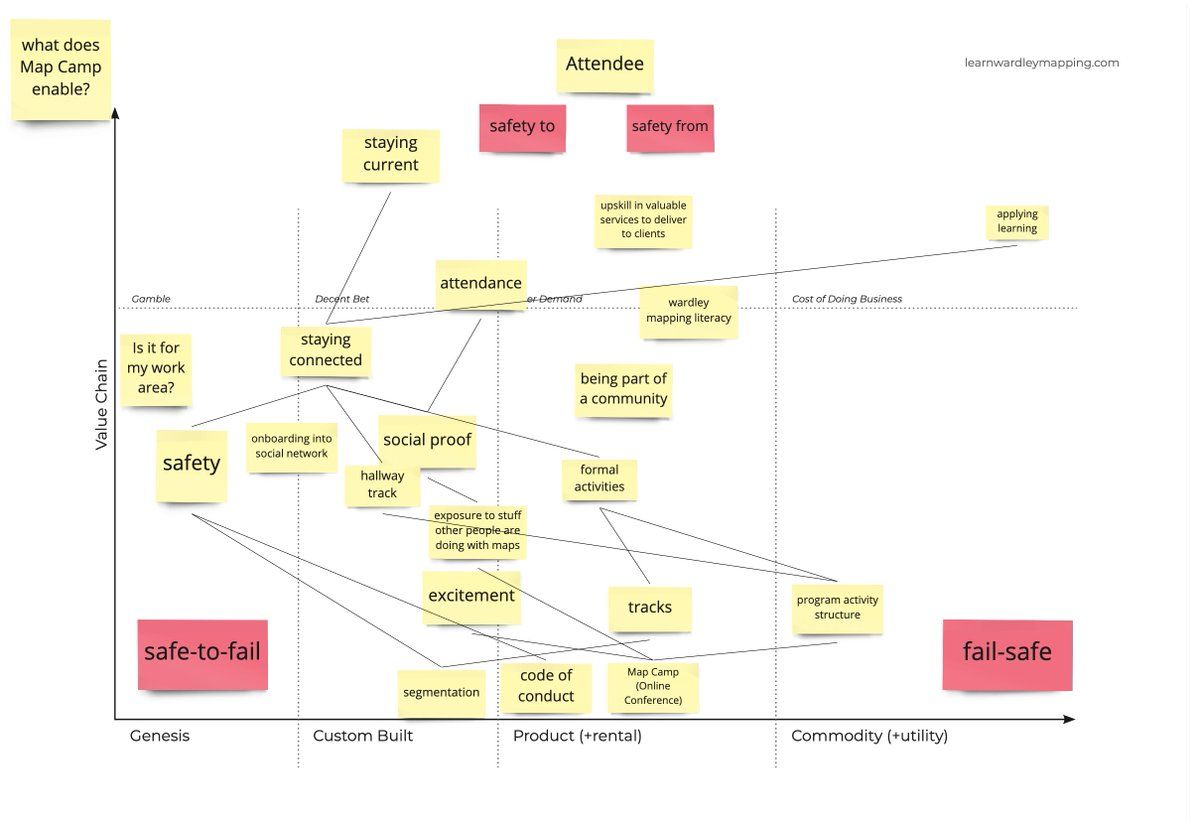 what does
Map Camp
enable?
Attendee
learnwardleymapping.com
safety to
safety from
staying
current
upskill in valuable
services to deliver
to clients
applying
learning
attendance
Gamble
Decent Bet
er Demand
Cost of Doing Business
wardley
mapping literacy
Is it for
my work
area?
staying
connected
being part of
a community
Value Chain
safety
onboarding into
social network
social proof
hallway
track
formal
activities
exposure to stuff
other people are
doing with maps
excitement
tracks
program activity
structure
safe-to-fail
fail-safe
segmentation
code of
conduct
Map Camp
(Online
Conference)
Genesis
Custom Built
Product (+rental)
Commodity (+utility)